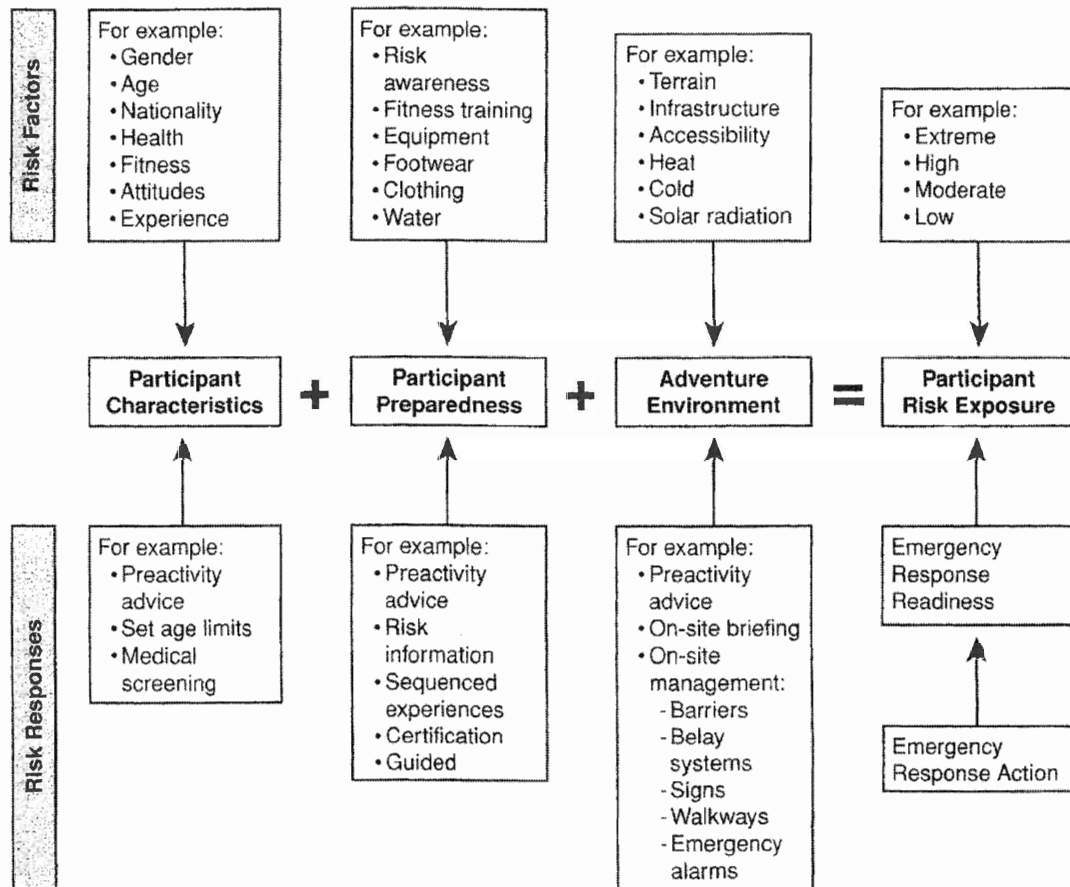 Risk Factors
For example:
• Gender
• Age
• Nationality
• Health
• Fitness
• Attitudes
• Experience
For example:
• Risk
awareness
• Fitness training
• Equipment
• Footwear
• Clothing
• Water
For example:
• Terrain
• Infrastructure
• Accessibility
• Heat
• Cold
• Solar radiation
For example:
• Extreme
• High
• Moderate
• Low
Participant
Characteristics
+
Participant
Preparedness
+
Adventure
Environment
=
Participant
Risk Exposure
Risk Responses
For example:
• Preactivity
advice
• Set age limits
• Medical
screening
For example:
• Preactivity
advice
• Risk
information
• Sequenced
experiences
• Certification
• Guided
For example:
• Preactivity
advice
• On-site briefing
• On-site
management:
- Barriers
- Belay
systems
- Signs
- Walkways
- Emergency
alarms
Emergency
Response
Readiness
Emergency
Response Action